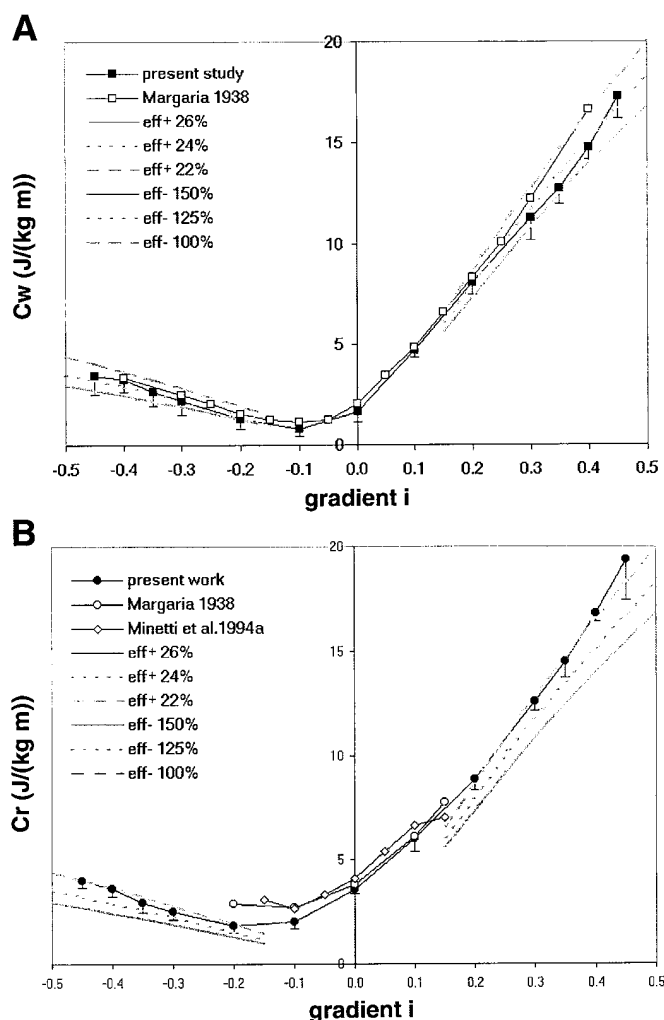 A
20
present study
Margaria 1938
eff+ 26%
eff+ 24%
15
eff+ 22%
eff- 150%
eff- 125%
eff- 100%
10
Cw (J/(kg m))
5
0
-0.5 -0.4 -0.3 -0.2 -0.1 0.0 0.1 0.2 0.3 0.4 0.5
gradient i
B
20
present work
Margaria 1938
Minetti et al.1994a
eff+ 26%
15
eff+ 24%
eff+ 22%
eff- 150%
eff- 125%
10
eff- 100%
Cr (J/(kg m))
5
0
-0.5 -0.4 -0.3 -0.2 -0.1 0.0 0.1 0.2 0.3 0.4 0.5
gradient i